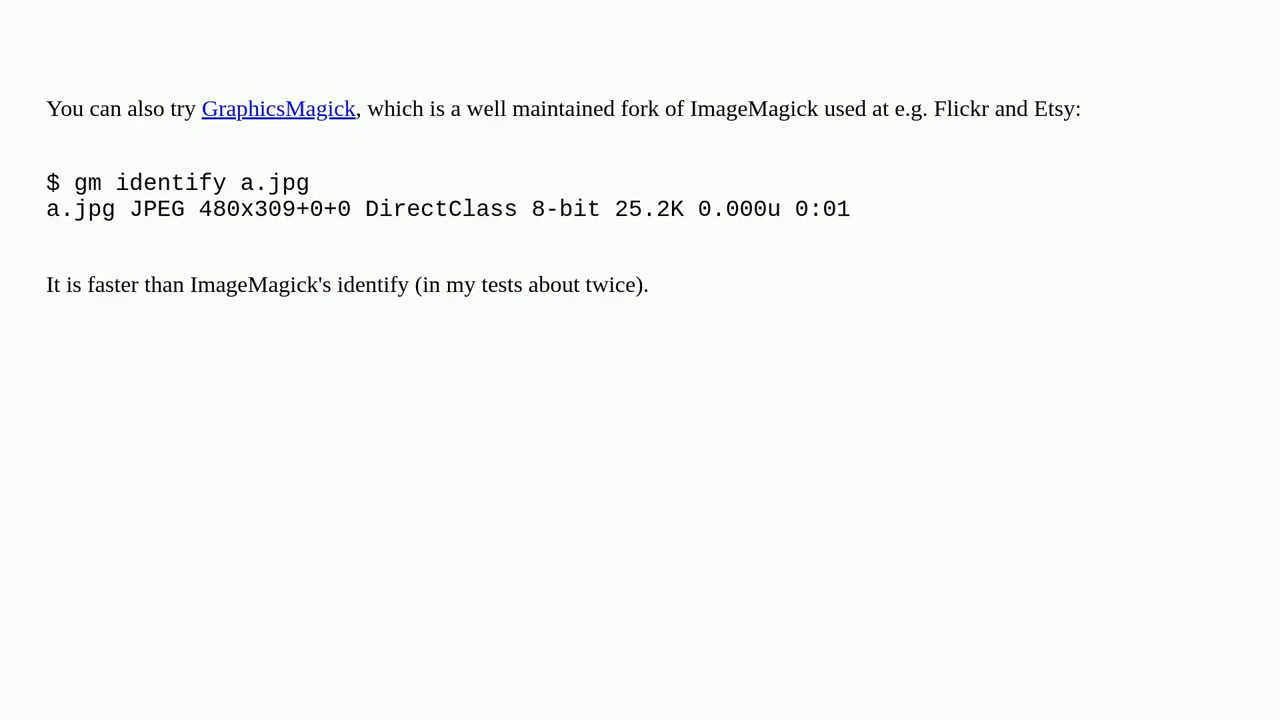 You can also try GraphicsMagick, which is a well maintained fork of ImageMagick used at e.g. Flickr and Etsy:
$ gm identify a.jpg
a.jpg JPEG 480x309+0+0 DirectClass 8-bit 25.2K 0.000u 0:01
It is faster than ImageMagick's identify (in my tests about twice).